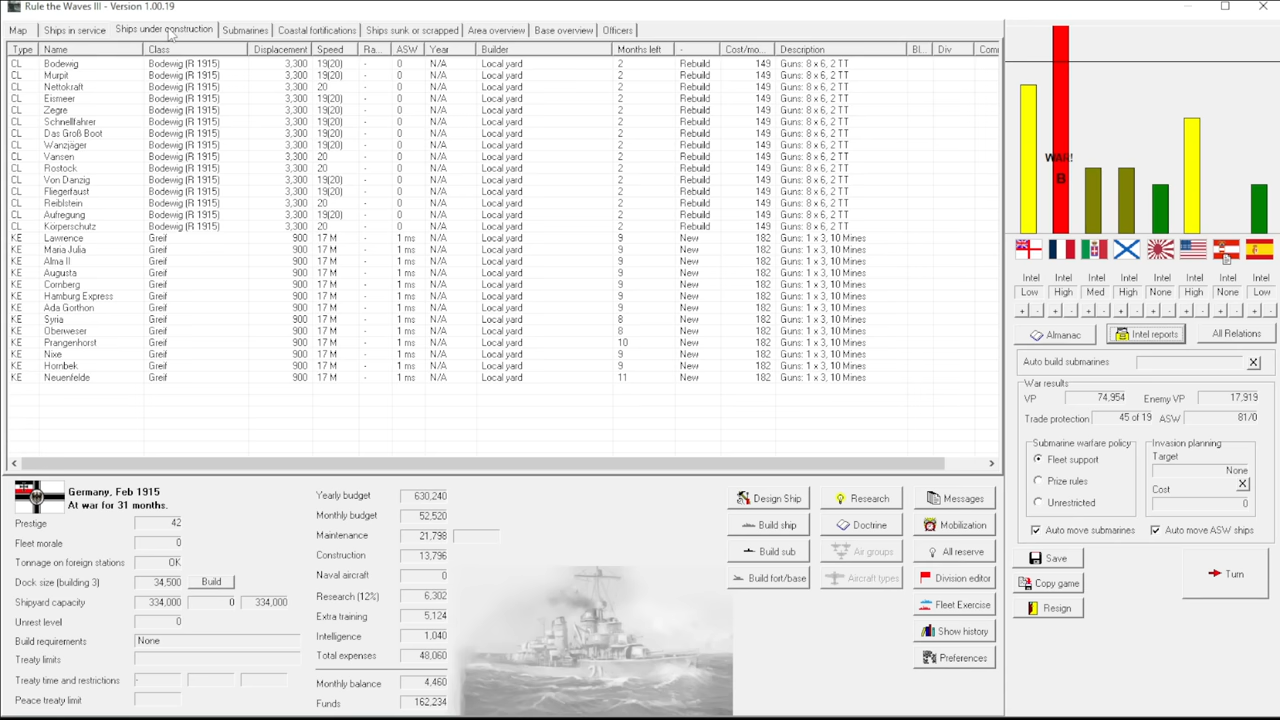 Rule the Waves III - Version 1.00.19
Map Ships in service Ships under construction Submarines Coastal fortifications Ships sunk or scrapped Area overview Base overview Officers
Type Name Class Displacement Speed Ra... ASW Year Builder Months left - Cost/mo... Description Bl... Div Com
CL Bodewig Bodewig (R 1915) 3,300 19(20) - 0 N/A Local yard 2 Rebuild 149 Guns: 8 x 6, 2 TT
CL Murpit Bodewig (R 1915) 3,300 19(20) - 0 N/A Local yard 2 Rebuild 149 Guns: 8 x 6, 2 TT
CL Nettokraft Bodewig (R 1915) 3,300 20 - 0 N/A Local yard 2 Rebuild 149 Guns: 8 x 6, 2 TT
CL Eismeer Bodewig (R 1915) 3,300 19(20) - 0 N/A Local yard 2 Rebuild 149 Guns: 8 x 6, 2 TT
CL Zegre Bodewig (R 1915) 3,300 19(20) - 0 N/A Local yard 2 Rebuild 149 Guns: 8 x 6, 2 TT
CL Schnellfahrer Bodewig (R 1915) 3,300 19(20) - 0 N/A Local yard 2 Rebuild 149 Guns: 8 x 6, 2 TT
CL Das Groß Boot Bodewig (R 1915) 3,300 19(20) - 0 N/A Local yard 2 Rebuild 149 Guns: 8 x 6, 2 TT
CL Wanzjäger Bodewig (R 1915) 3,300 19(20) - 0 N/A Local yard 2 Rebuild 149 Guns: 8 x 6, 2 TT
CL Vansen Bodewig (R 1915) 3,300 20 - 0 N/A Local yard 2 Rebuild 149 Guns: 8 x 6, 2 TT
CL Rostock Bodewig (R 1915) 3,300 20 - 0 N/A Local yard 2 Rebuild 149 Guns: 8 x 6, 2 TT
CL Von Danzig Bodewig (R 1915) 3,300 19(20) - 0 N/A Local yard 2 Rebuild 149 Guns: 8 x 6, 2 TT
CL Fliegerfaust Bodewig (R 1915) 3,300 19(20) - 0 N/A Local yard 2 Rebuild 149 Guns: 8 x 6, 2 TT
CL Reiblstein Bodewig (R 1915) 3,300 20 - 0 N/A Local yard 2 Rebuild 149 Guns: 8 x 6, 2 TT
CL Aufregung Bodewig (R 1915) 3,300 19(20) - 0 N/A Local yard 2 Rebuild 149 Guns: 8 x 6, 2 TT
CL Körperschutz Bodewig (R 1915) 3,300 20 - 0 N/A Local yard 2 Rebuild 149 Guns: 8 x 6, 2 TT
KE Lawrence Greif 900 17 M - 1 ms N/A Local yard 9 New 182 Guns: 1 x 3, 10 Mines
KE Maria Julia Greif 900 17 M - 1 ms N/A Local yard 9 New 182 Guns: 1 x 3, 10 Mines
KE Alma II Greif 900 17 M - 1 ms N/A Local yard 9 New 182 Guns: 1 x 3, 10 Mines
KE Augusta Greif 900 17 M - 1 ms N/A Local yard 9 New 182 Guns: 1 x 3, 10 Mines
KE Cornberg Greif 900 17 M - 1 ms N/A Local yard 9 New 182 Guns: 1 x 3, 10 Mines
KE Hamburg Express Greif 900 17 M - 1 ms N/A Local yard 9 New 182 Guns: 1 x 3, 10 Mines
KE Ada Gorthon Greif 900 17 M - 1 ms N/A Local yard 9 New 182 Guns: 1 x 3, 10 Mines
KE Syria Greif 900 17 M - 1 ms N/A Local yard 8 New 182 Guns: 1 x 3, 10 Mines
KE Oberweser Greif 900 17 M - 1 ms N/A Local yard 8 New 182 Guns: 1 x 3, 10 Mines
KE Prangenhorst Greif 900 17 M - 1 ms N/A Local yard 10 New 182 Guns: 1 x 3, 10 Mines
KE Nixe Greif 900 17 M - 1 ms N/A Local yard 9 New 182 Guns: 1 x 3, 10 Mines
KE Hornbek Greif 900 17 M - 1 ms N/A Local yard 9 New 182 Guns: 1 x 3, 10 Mines
KE Neuenfelde Greif 900 17 M - 1 ms N/A Local yard 11 New 182 Guns: 1 x 3, 10 Mines
WAR!
B
Intel Intel Intel Intel Intel Intel Intel Intel
Low High Med High None High None Low
+ - + - + - + - + - + - + - + -
Almanac Intel reports All Relations
Auto build submarines X
War results
VP 74,954 Enemy VP 17,919
Trade protection 45 of 19 ASW 81/0
Submarine warfare policy
Fleet support
Prize rules
Unrestricted
Invasion planning
Target
None
Cost X
0
Auto move submarines Auto move ASW ships
Save
Copy game
Resign
Turn
Germany, Feb 1915
At war for 31 months.
Prestige 42
Fleet morale 0
Tonnage on foreign stations OK
Dock size (building 3) 34,500 Build
Shipyard capacity 334,000 0 334,000
Unrest level 0
Build requirements None
Treaty limits
Treaty time and restrictions -
Peace treaty limit
Yearly budget 630,240
Monthly budget 52,520
Maintenance 21,798
Construction 13,796
Naval aircraft 0
Research (12%) 6,302
Extra training 5,124
Intelligence 1,040
Total expenses 48,060
Monthly balance 4,460
Funds 162,234
Design Ship Research Messages
Build ship Doctrine Mobilization
Build sub Air groups All reserve
Build fort/base Aircraft types Division editor
Fleet Exercise
Show history
Preferences